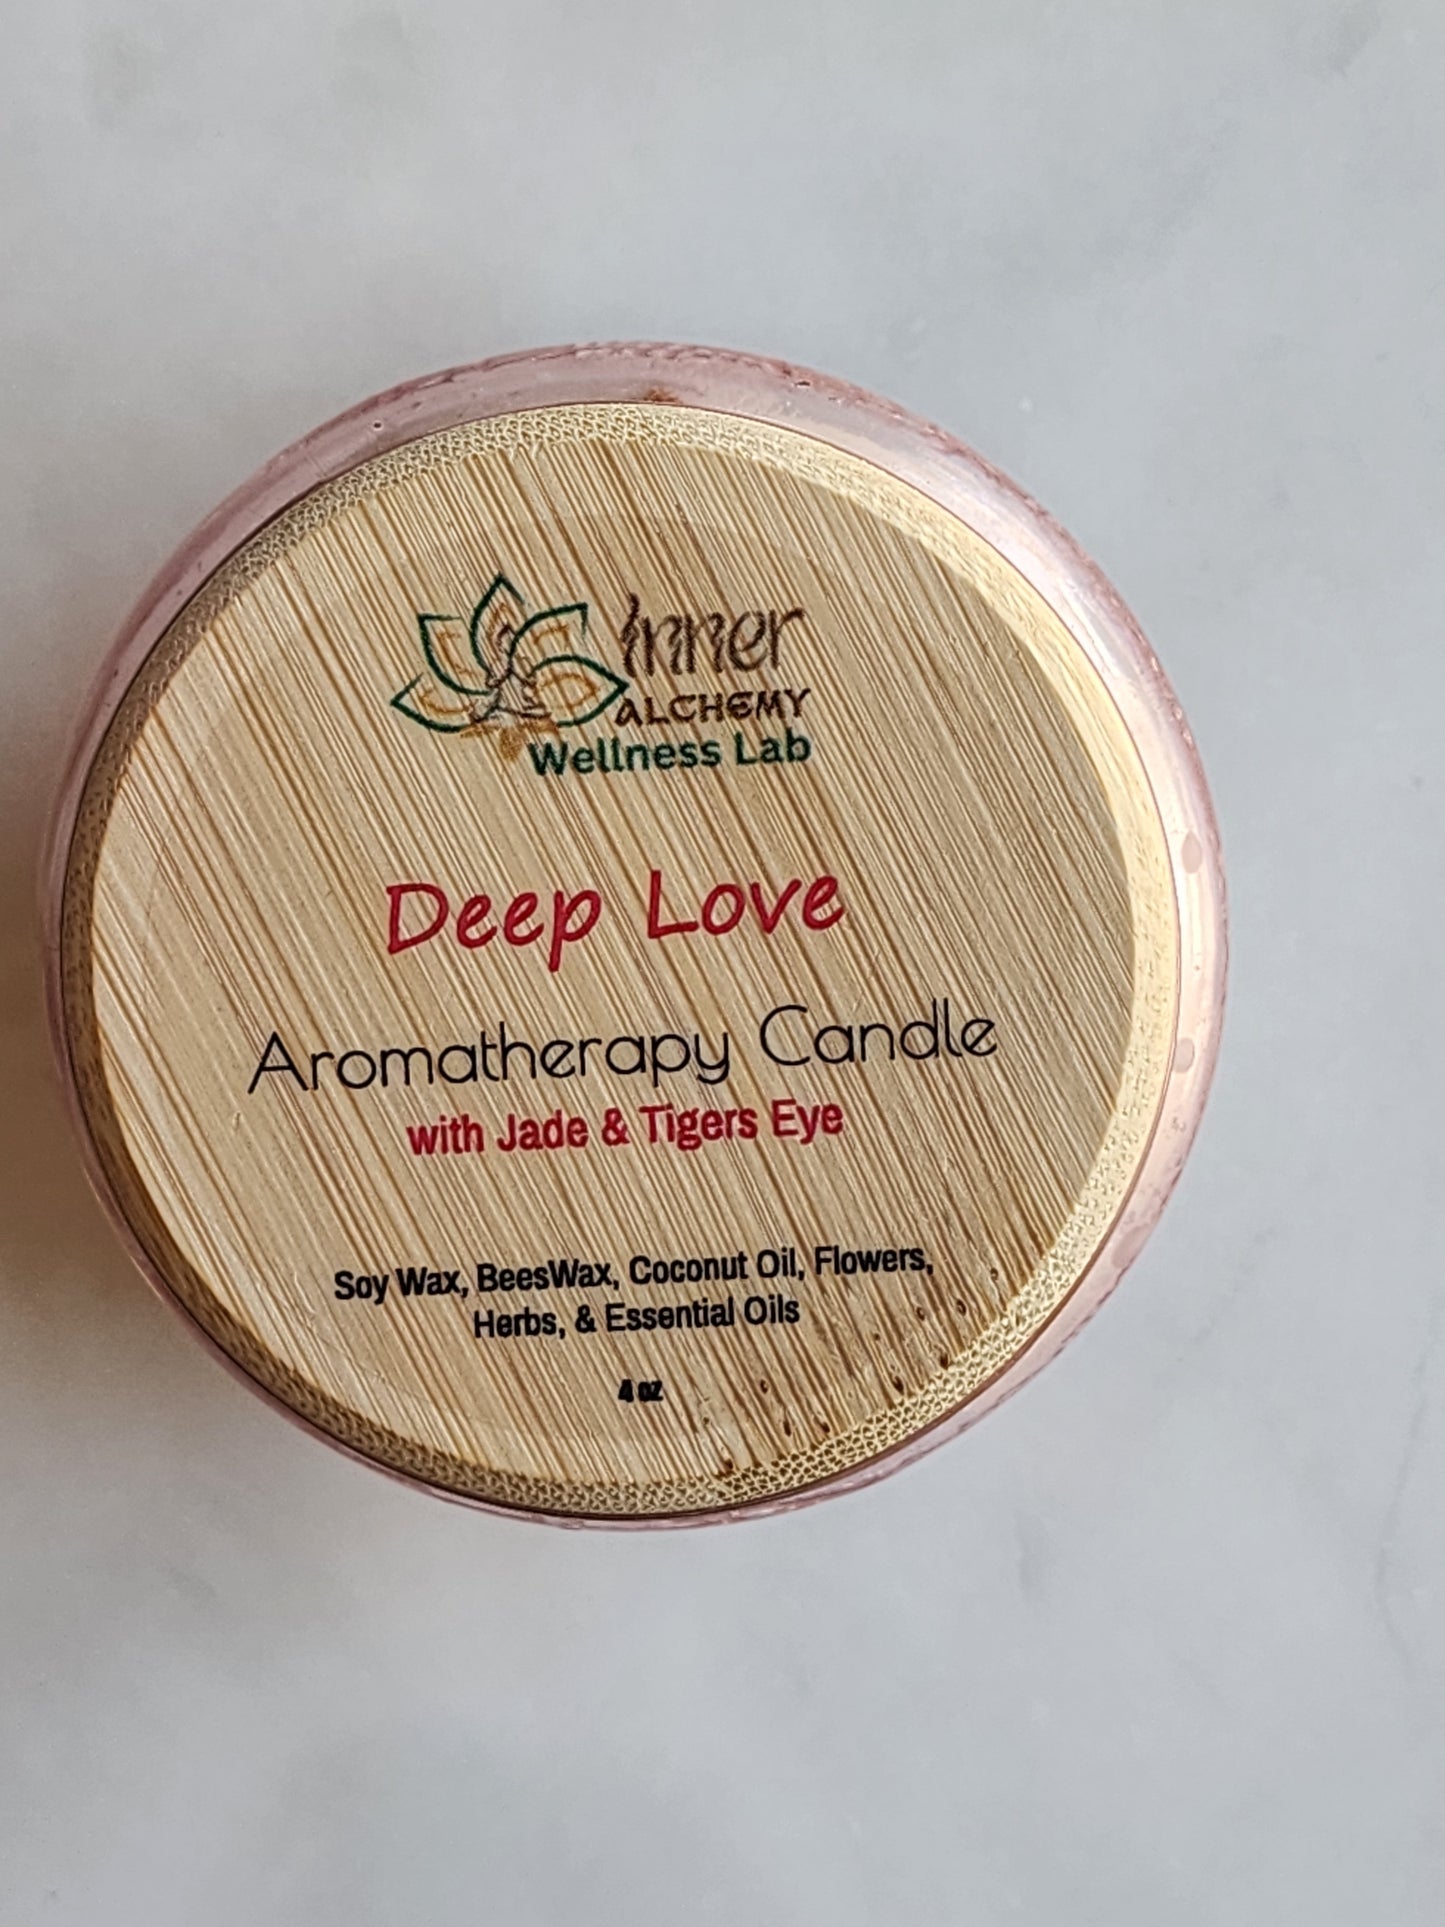 inner
ALCHEMY
Wellness Lab
Deep Love
Aromatherapy Candle
with Jade & Tigers Eye
Soy Wax, BeesWax, Coconut Oil, Flowers,
Herbs, & Essential Oils
4 oz